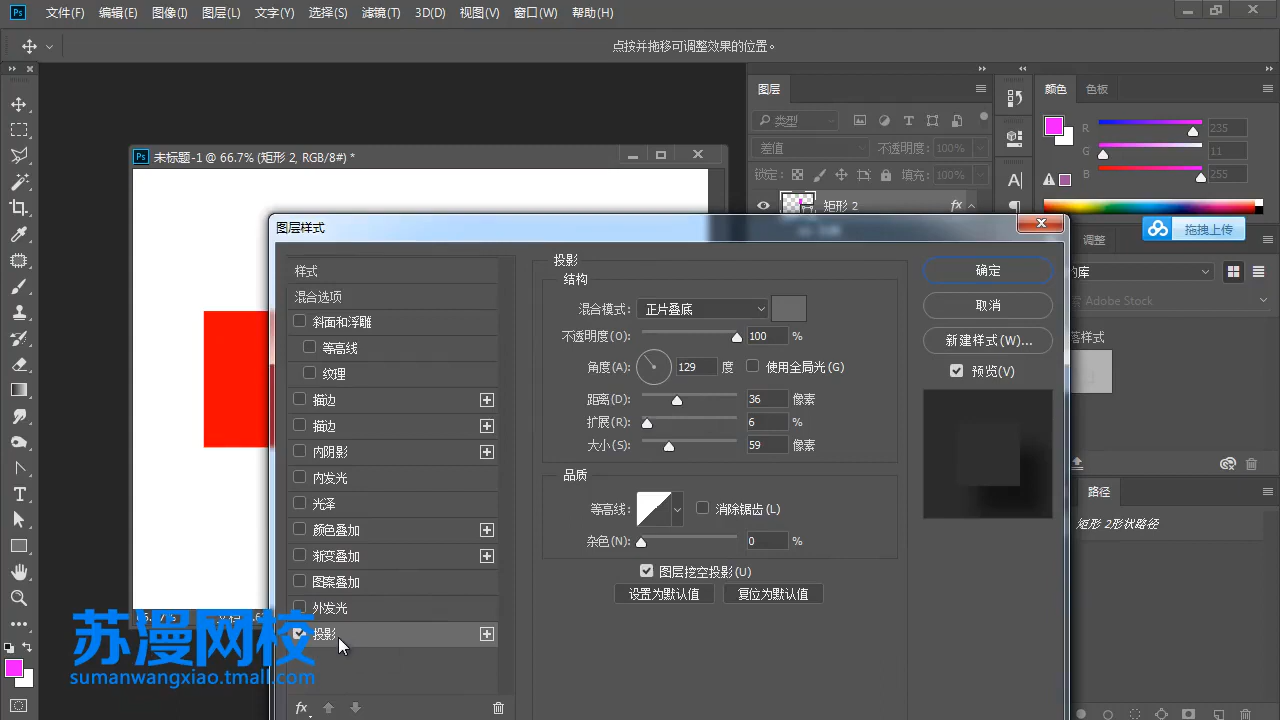 Ps 文件(F) 编辑(E) 图像(I) 图层(L) 文字(Y) 选择(S) 滤镜(T) 3D(D) 视图(V) 窗口(W) 帮助(H)
点按并拖移可调整效果的位置。
图层
颜色 色板
类型
R 235
差值 不透明度: 100%
G 11
锁定: 填充: 100%
B 255
Ps 未标题-1 @ 66.7% (矩形 2, RGB/8#) *
矩形 2 fx
拖拽上传
调整
图层样式
样式
混合选项
斜面和浮雕
等高线
纹理
描边
描边
内阴影
内发光
光泽
颜色叠加
渐变叠加
图案叠加
外发光
投影
fx
投影
结构
混合模式: 正片叠底
不透明度(O): 100 %
角度(A): 129 度 使用全局光(G)
距离(D): 36 像素
扩展(R): 6 %
大小(S): 59 像素
品质
等高线: 消除锯齿(L)
杂色(N): 0 %
图层挖空投影(U)
设置为默认值 复位为默认值
确定
取消
新建样式(W)...
预览(V)
的库
Adobe Stock
落样式
路径
矩形 2形状路径
苏漫网校
sumanwangxiao.tmall.com